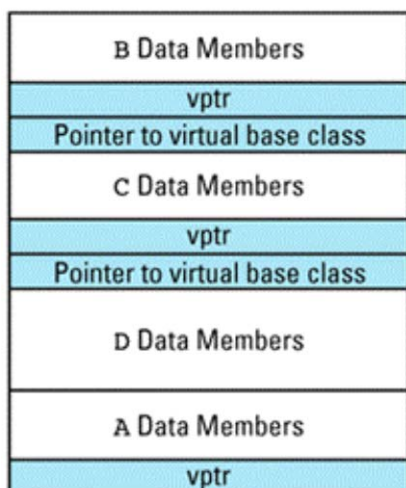 B Data Members
vptr
Pointer to virtual base class
C Data Members
vptr
Pointer to virtual base class
D Data Members
A Data Members
vptr